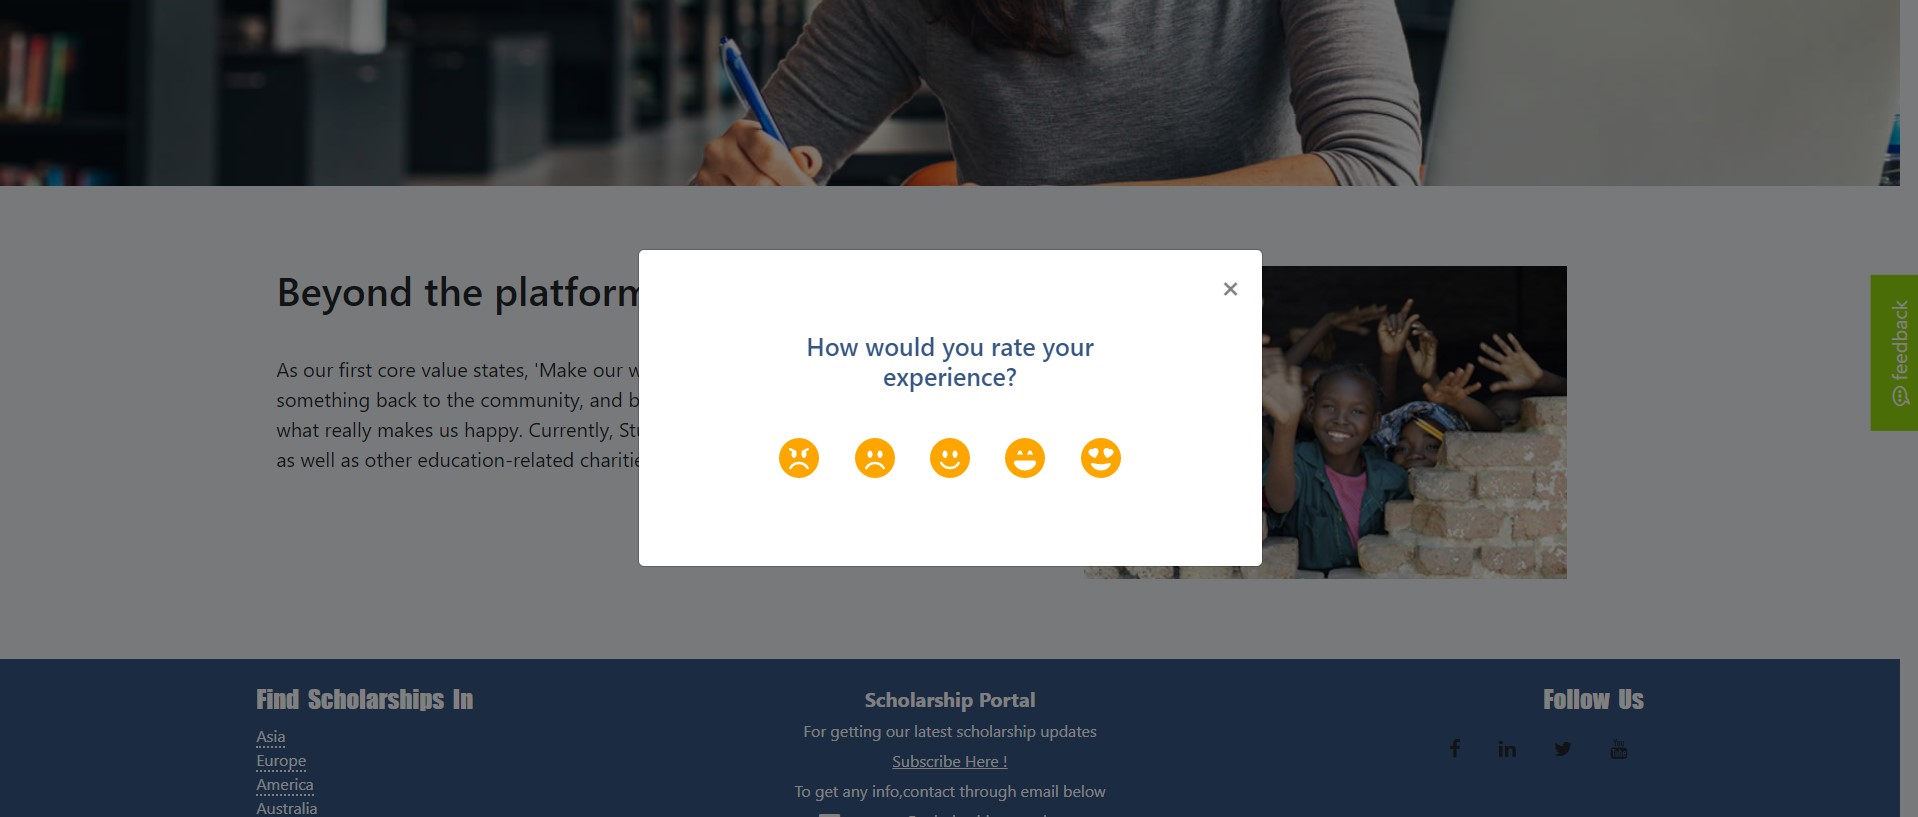 Beyond the platform
As our first core value states, 'Make our
something back to the community, and
what really makes us happy. Currently,
as well as other education-related
×
How would you rate your
experience?
feedback
Find Scholarships In
Asia
Europe
America
Australia
Scholarship Portal
For getting our latest scholarship updates
Subscribe Here !
To get any info,contact through email below
Follow Us